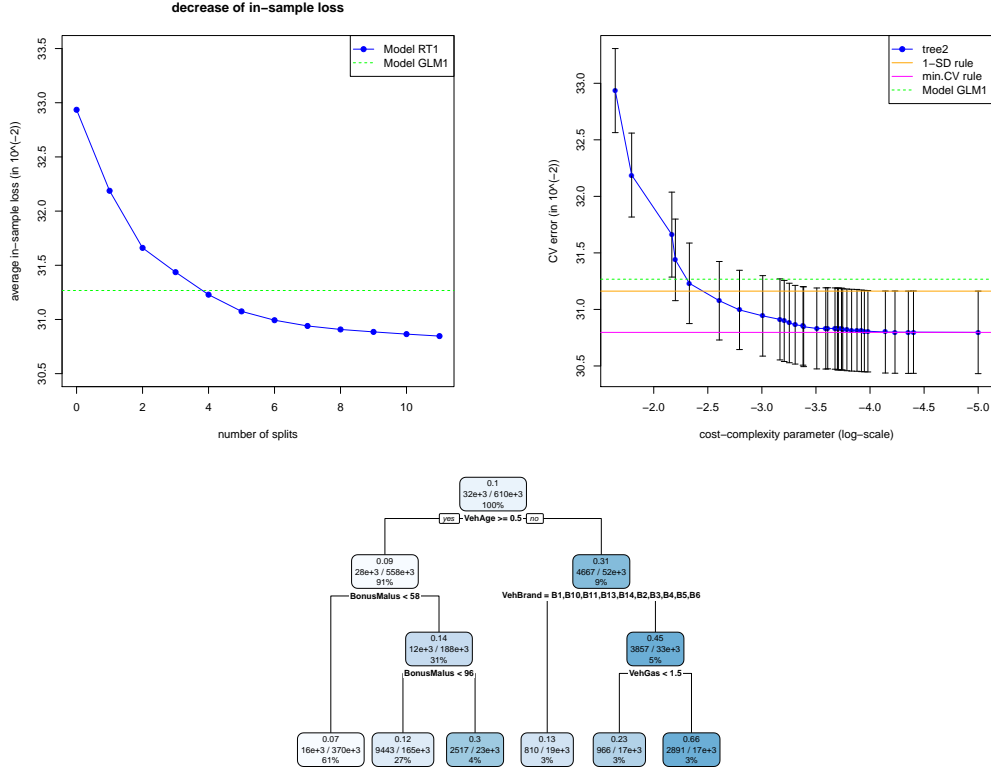 decrease of in−sample loss
average in−sample loss (in 10^(−2))
33.5
33.0
32.5
32.0
31.5
31.0
30.5
0
2
4
6
8
10
number of splits
Model RT1
Model GLM1
CV error (in 10^(−2))
33.0
32.5
32.0
31.5
31.0
30.5
−2.0
−2.5
−3.0
−3.5
−4.0
−4.5
−5.0
cost−complexity parameter (log−scale)
tree2
1−SD rule
min.CV rule
Model GLM1
0.1
32e+3 / 610e+3
100%
yes
VehAge >= 0.5
no
0.09
28e+3 / 558e+3
91%
BonusMalus < 58
0.31
4667 / 52e+3
9%
VehBrand = B1,B10,B11,B13,B14,B2,B3,B4,B5,B6
0.14
12e+3 / 188e+3
31%
BonusMalus < 96
0.45
3857 / 33e+3
5%
VehGas < 1.5
0.07
16e+3 / 370e+3
61%
0.12
9443 / 165e+3
27%
0.3
2517 / 23e+3
4%
0.13
810 / 19e+3
3%
0.23
966 / 17e+3
3%
0.66
2891 / 17e+3
3%